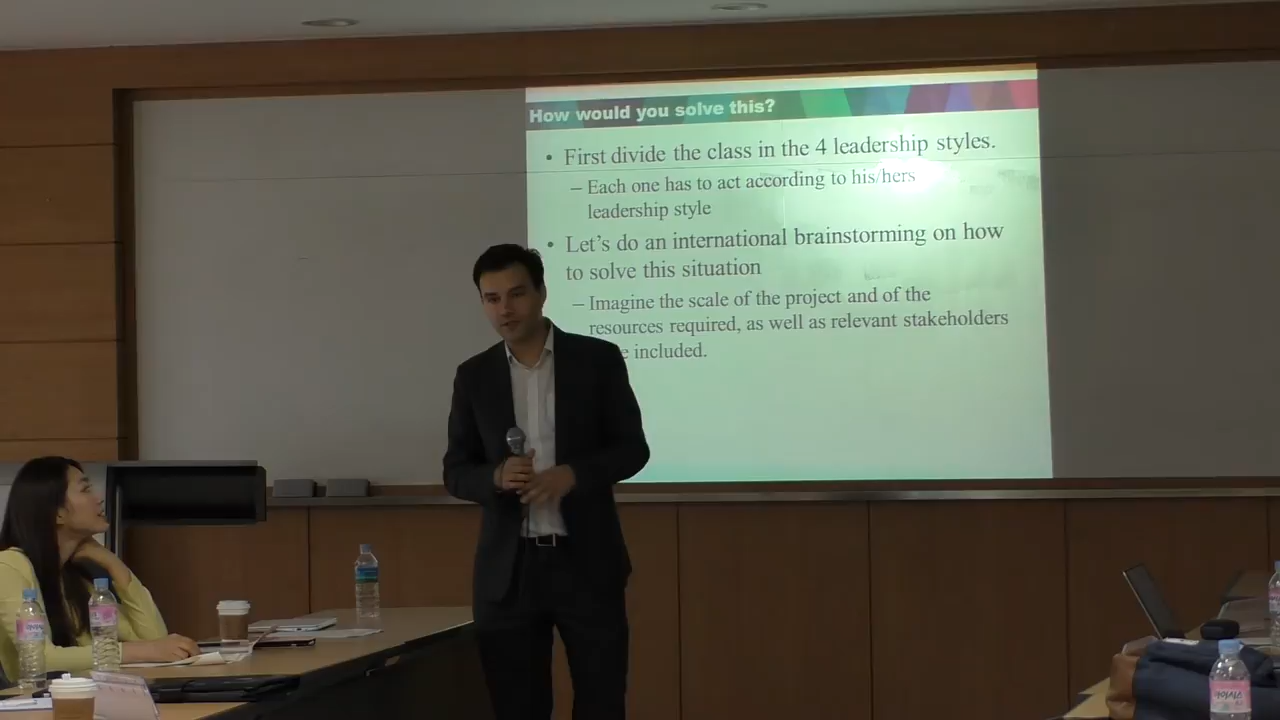 How would you solve this?
• First divide the class in the 4 leadership styles.
– Each one has to act according to his/hers
leadership style
• Let's do an international brainstorming on how
to solve this situation
– Imagine the scale of the project and of the
resources required, as well as relevant stakeholders
included.